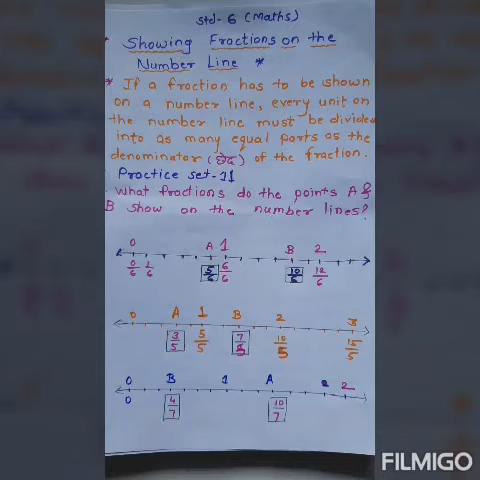 Std-6 (Maths)
* Showing Fractions on the
Number Line *
* If a fraction has to be shown
on a number line, every unit on
the number line must be divided
into as many equal parts as the
denominator (छेद) of the fraction.
Practice set-11
What fractions do the points A &
B show on the number lines?
0 A 1 B 2
0/6 1/6 5/6 6/6 10/6 12/6
0 A 1 B 2 3
3/5 5/5 7/5 10/5 15/5
0 B 1 A 2
0 4/7 10/7
FILMIGO